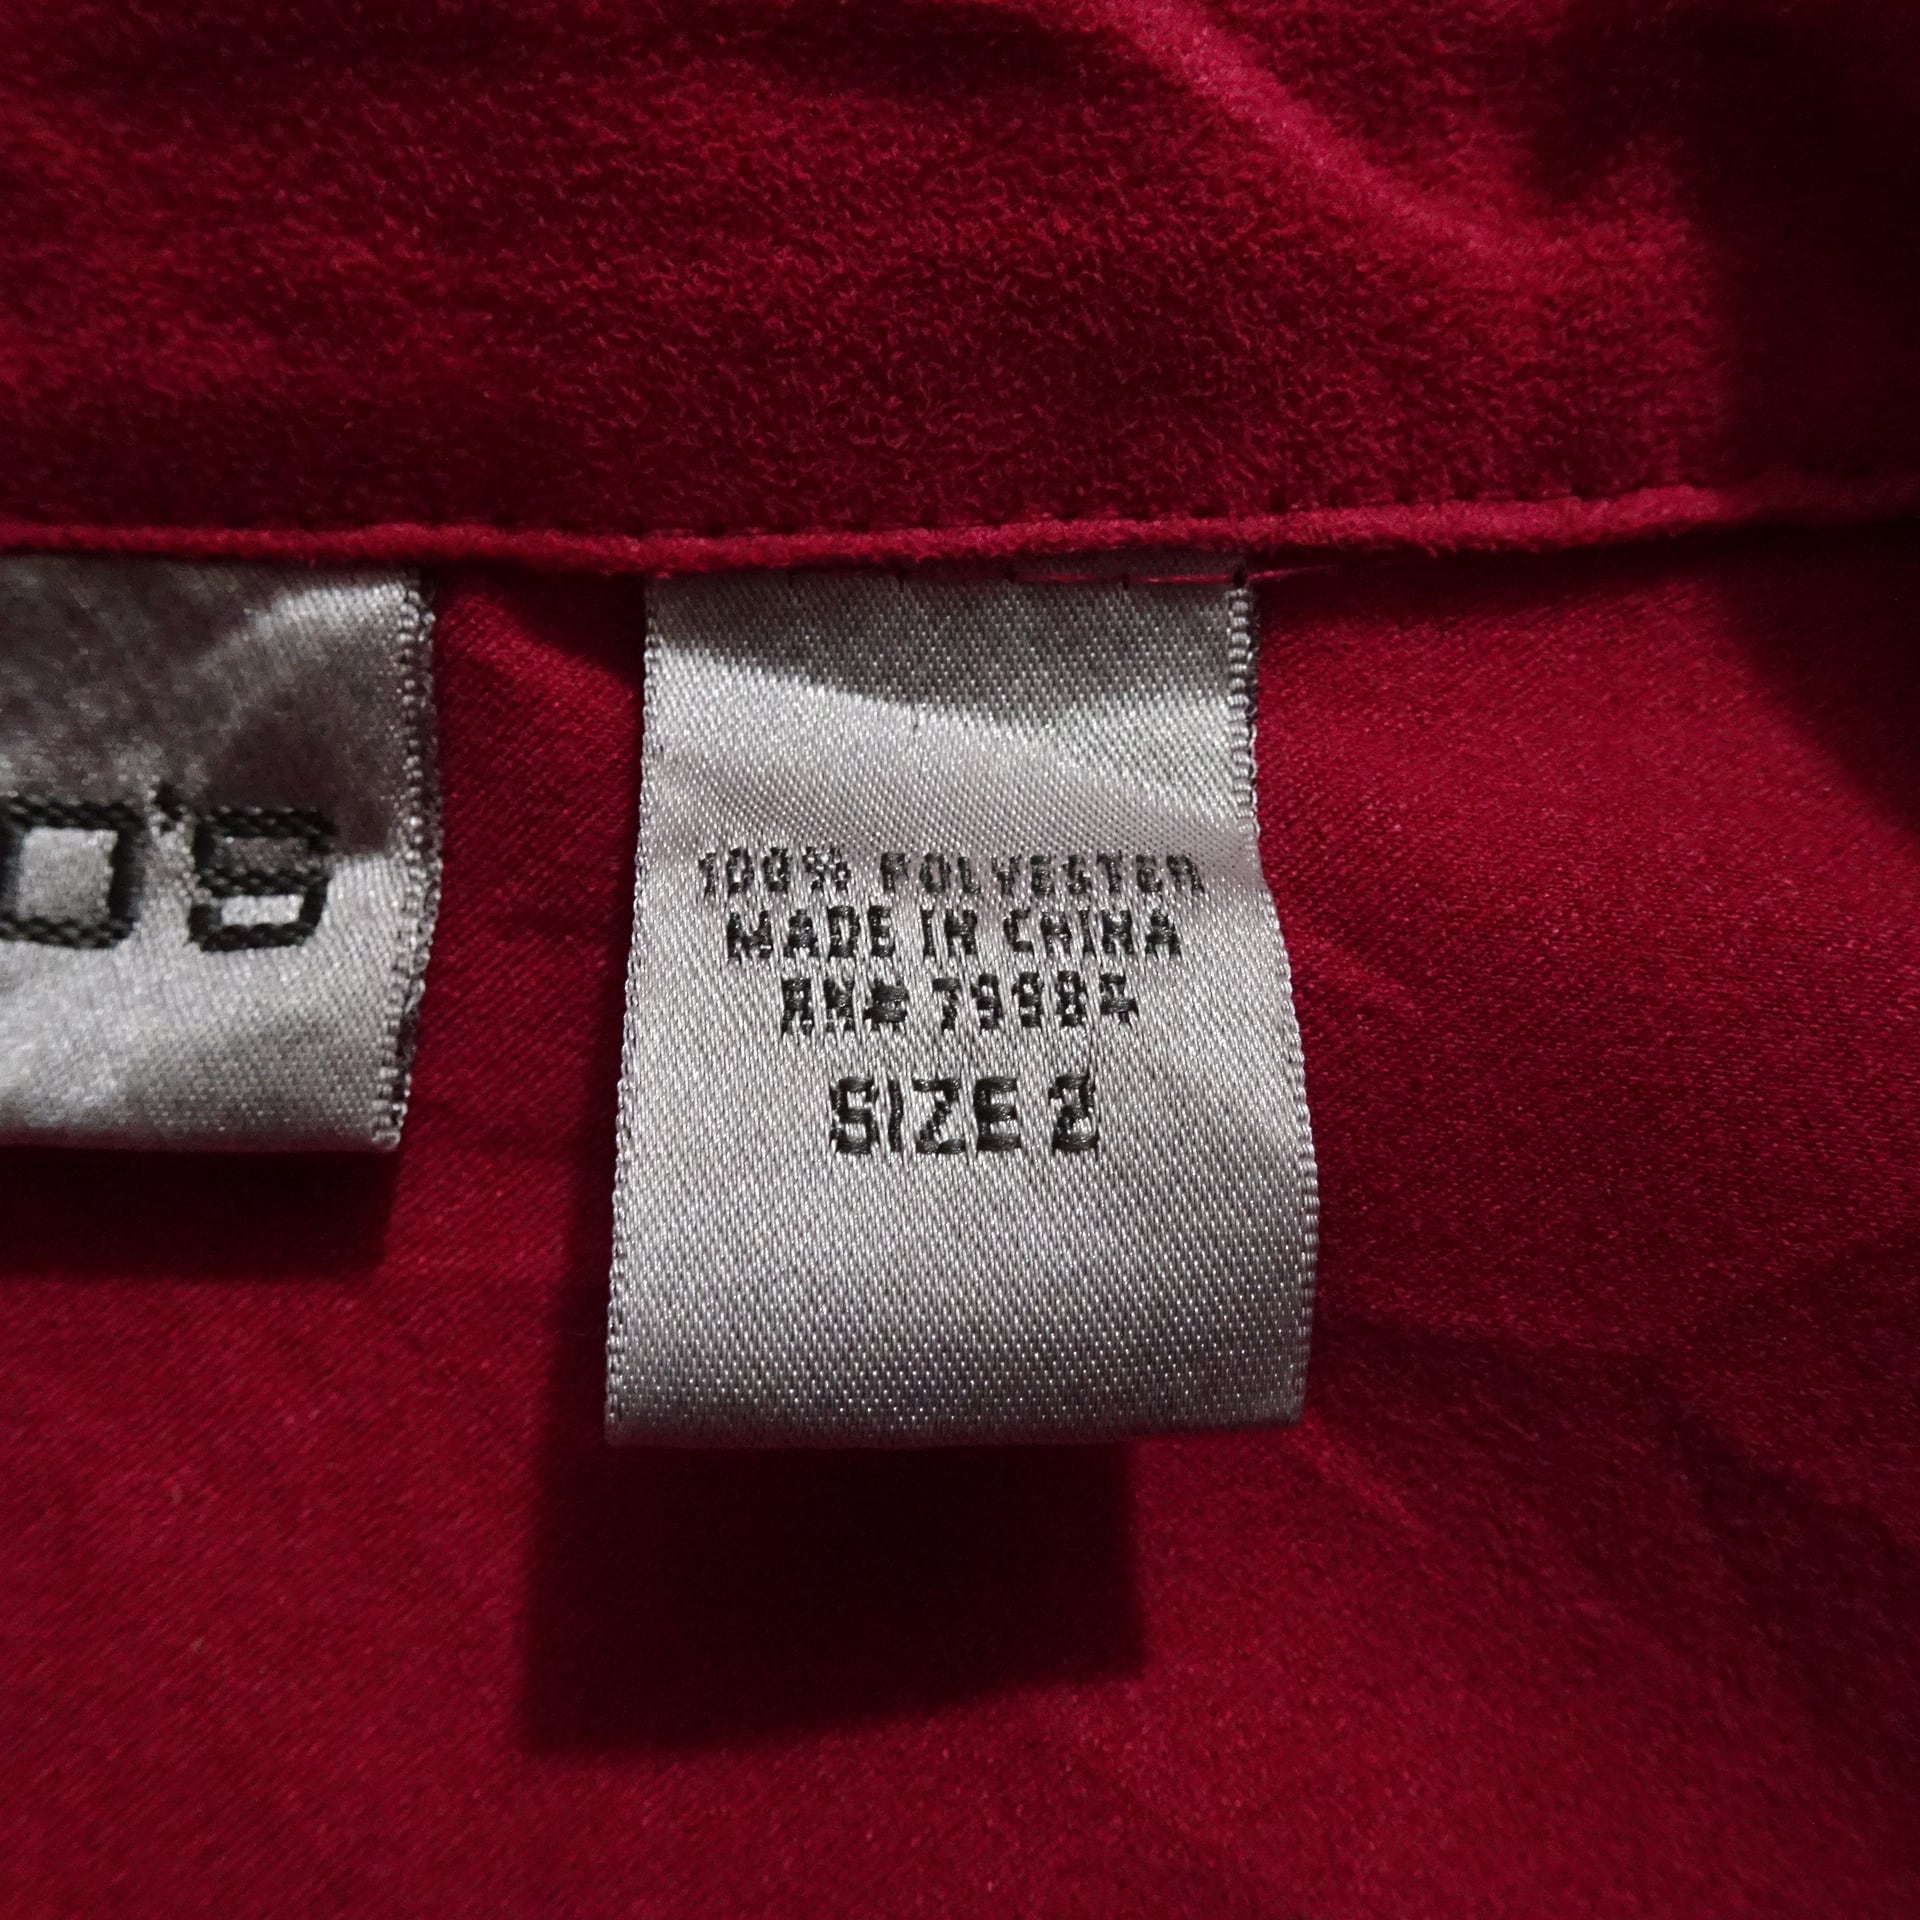 O'S
100% POLYESTER
MADE IN CHINA
RN# 79984
SIZE 2